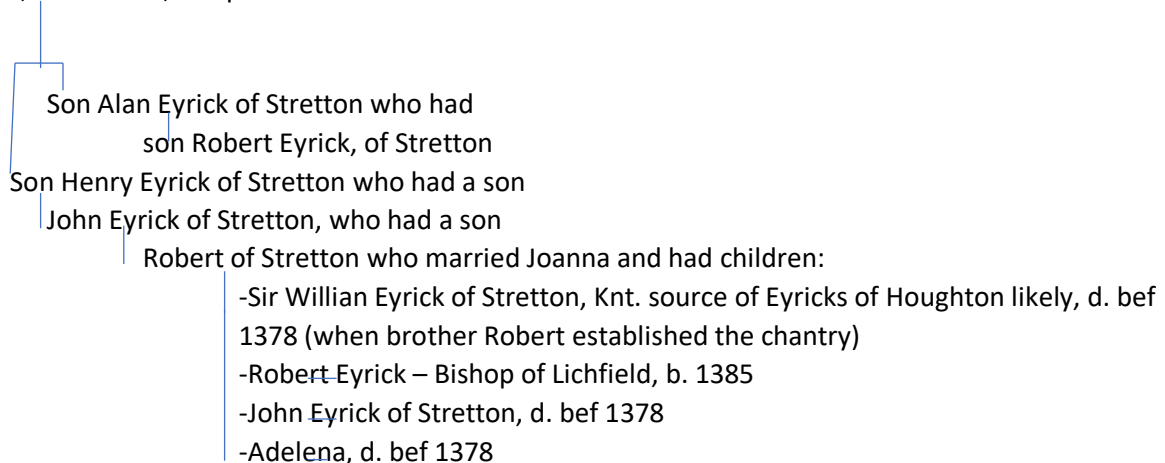 Son Alan Eyrick of Stretton who had
son Robert Eyrick, of Stretton
Son Henry Eyrick of Stretton who had a son
John Eyrick of Stretton, who had a son
Robert of Stretton who married Joanna and had children:
-Sir Willian Eyrick of Stretton, Knt. source of Eyricks of Houghton likely, d. bef
1378 (when brother Robert established the chantry)
-Robert Eyrick – Bishop of Lichfield, b. 1385
-John Eyrick of Stretton, d. bef 1378
-Adelena, d. bef 1378